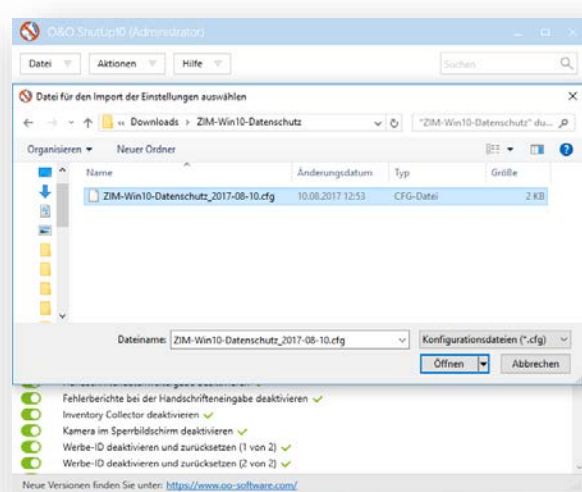 O&O ShutUp10 (Administrator)
Datei Aktionen Hilfe Suchen
Datei für den Import der Einstellungen auswählen
« Downloads > ZIM-Win10-Datenschutz "ZIM-Win10-Datenschutz" du...
Organisieren Neuer Ordner
Name Änderungsdatum Typ Größe
ZIM-Win10-Datenschutz_2017-08-10.cfg 10.08.2017 12:53 CFG-Datei 2 KB
Dateiname: ZIM-Win10-Datenschutz_2017-08-10.cfg Konfigurationsdateien (*.cfg)
Öffnen Abbrechen
Fehlerberichte bei der Handschrifteneingabe deaktivieren
Inventory Collector deaktivieren
Kamera im Sperrbildschirm deaktivieren
Werbe-ID deaktivieren und zurücksetzen (1 von 2)
Werbe-ID deaktivieren und zurücksetzen (2 von 2)
Neue Versionen finden Sie unter: https://www.oo-software.com/